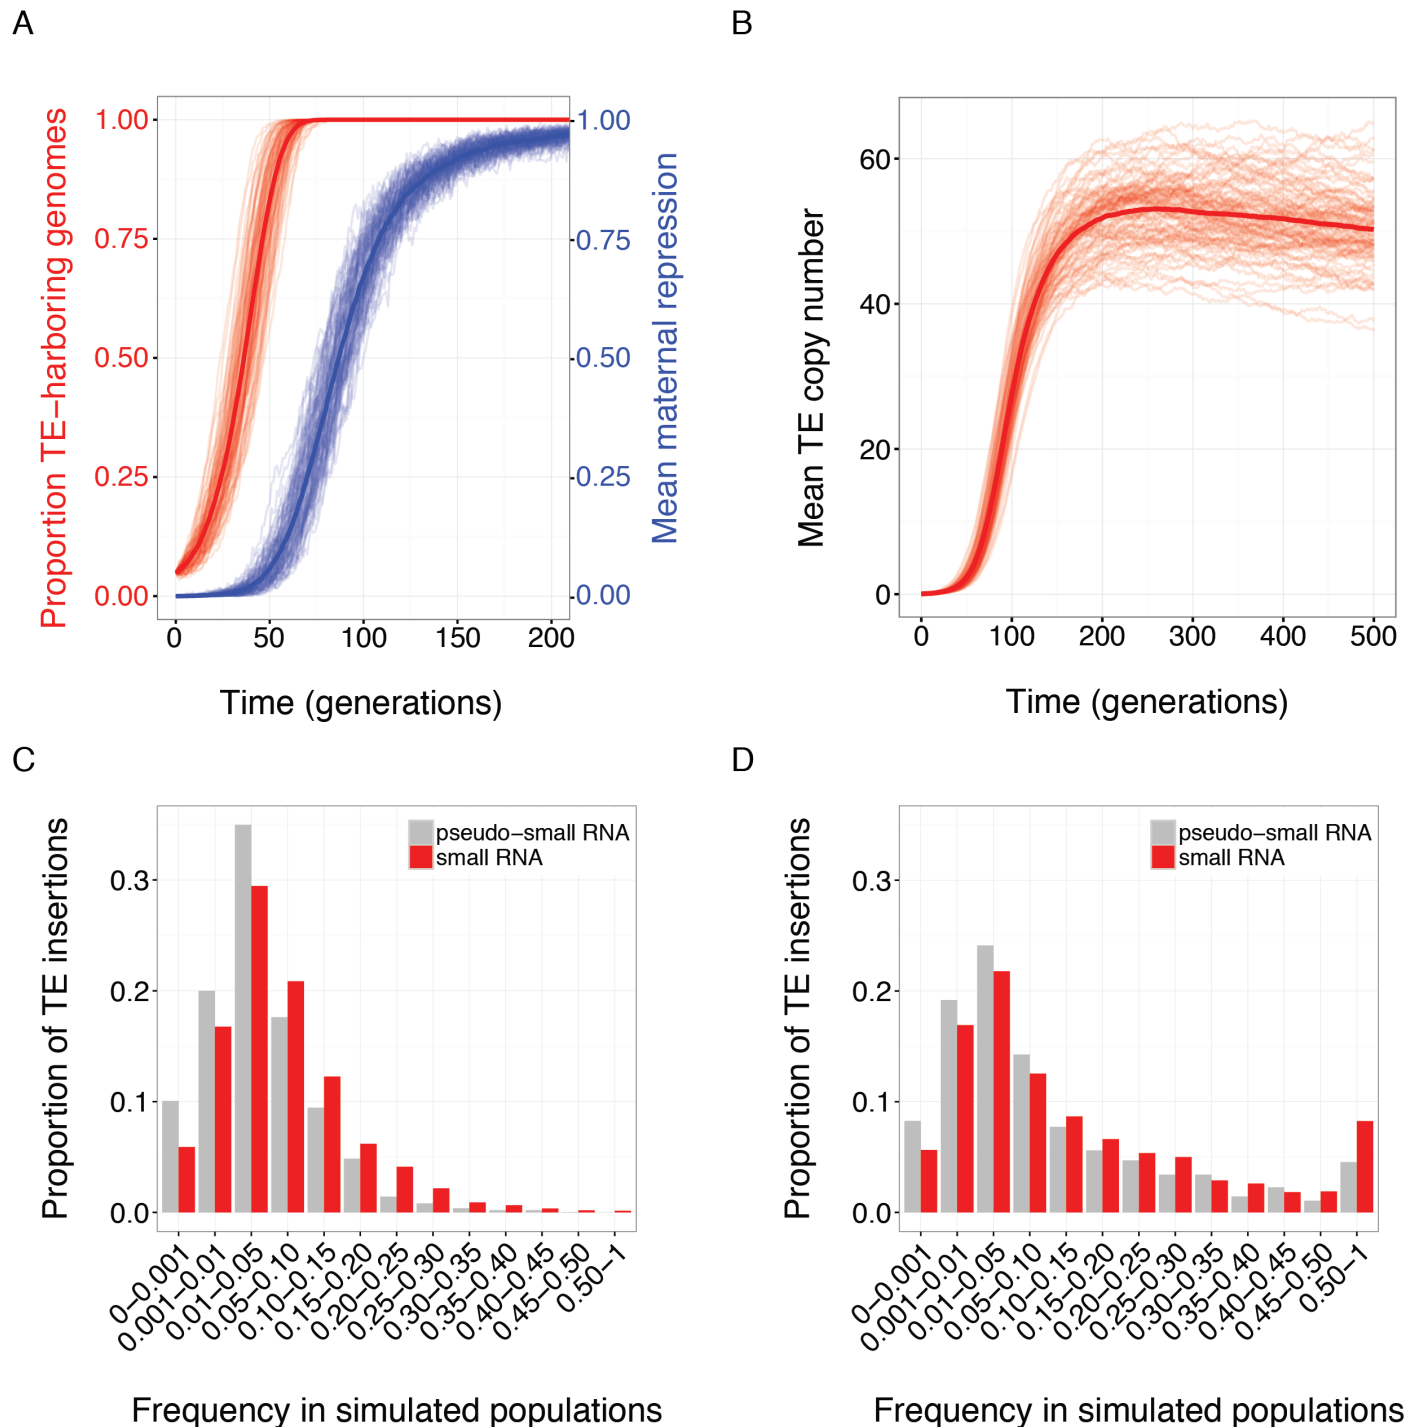 A
Proportion TE−harboring genomes
1.00
0.75
0.50
0.25
0.00
1.00
0.75
0.50
0.25
0.00
Mean maternal repression
0 50 100 150 200
Time (generations)
B
Mean TE copy number
60
40
20
0
0 100 200 300 400 500
Time (generations)
C
Proportion of TE insertions
0.3
0.2
0.1
0.0
pseudo−small RNA
small RNA
0−0.001
0.001−0.01
0.01−0.05
0.05−0.10
0.10−0.15
0.15−0.20
0.20−0.25
0.25−0.30
0.30−0.35
0.35−0.40
0.40−0.45
0.45−0.50
0.50−1
Frequency in simulated populations
D
Proportion of TE insertions
0.3
0.2
0.1
0.0
pseudo−small RNA
small RNA
0−0.001
0.001−0.01
0.01−0.05
0.05−0.10
0.10−0.15
0.15−0.20
0.20−0.25
0.25−0.30
0.30−0.35
0.35−0.40
0.40−0.45
0.45−0.50
0.50−1
Frequency in simulated populations